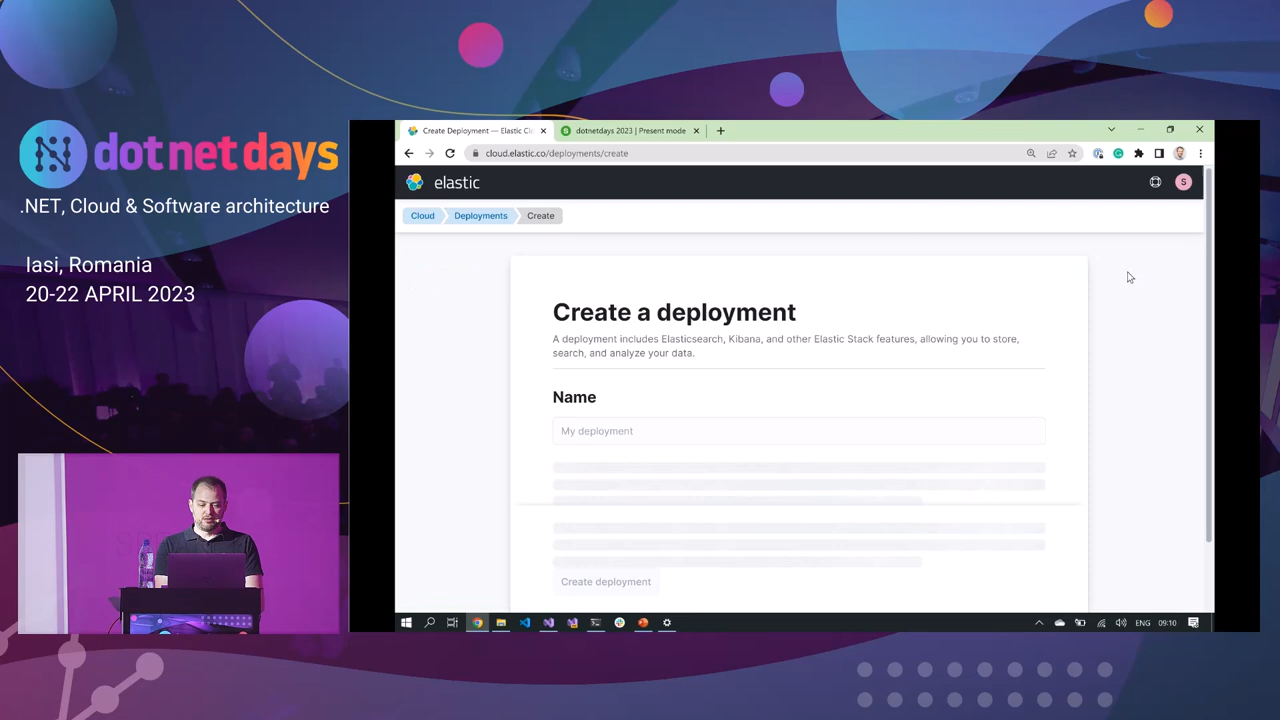 dotnetdays
.NET, Cloud & Software architecture
Iasi, Romania
20-22 APRIL 2023
Create Deployment — Elastic Cl
dotnetdays 2023 | Present mode
cloud.elastic.co/deployments/create
elastic
S
Cloud
Deployments
Create
Create a deployment
A deployment includes Elasticsearch, Kibana, and other Elastic Stack features, allowing you to store,
search, and analyze your data.
Name
My deployment
Create deployment
ENG
09:10